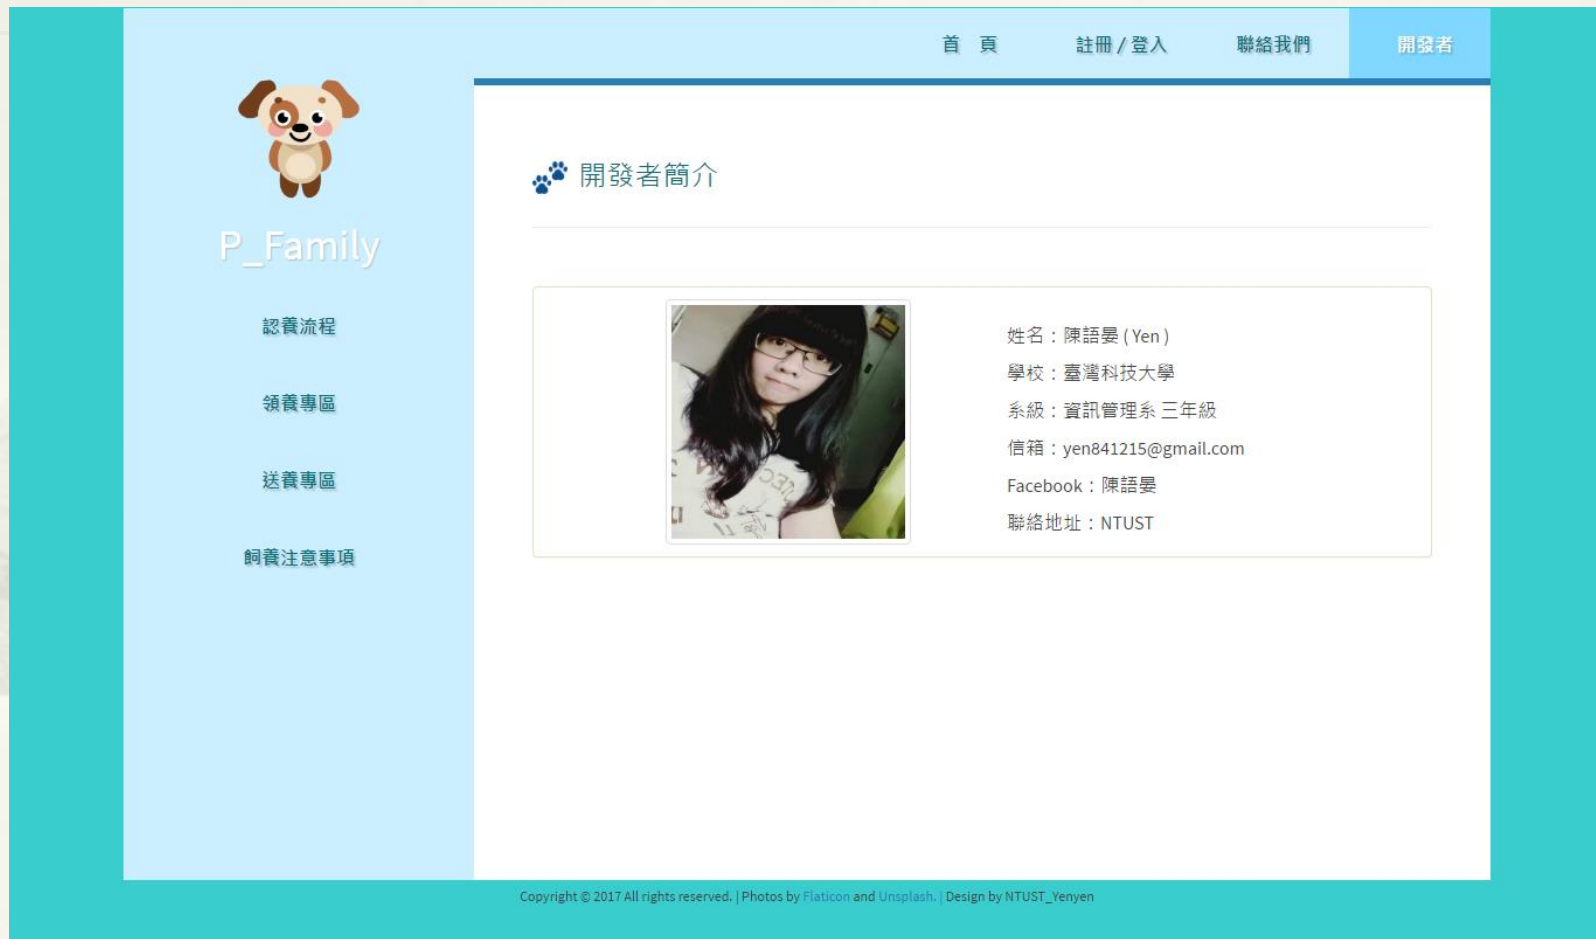 首 頁
註冊 / 登入
聯絡我們
開發者
P_Family
認養流程
領養專區
送養專區
飼養注意事項
開發者簡介
姓名：陳語晏 ( Yen )
學校：臺灣科技大學
系級：資訊管理系 三年級
信箱：yen841215@gmail.com
Facebook：陳語晏
聯絡地址：NTUST
Copyright © 2017 All rights reserved. | Photos by Flaticon and Unsplash. | Design by NTUST_Yenyen